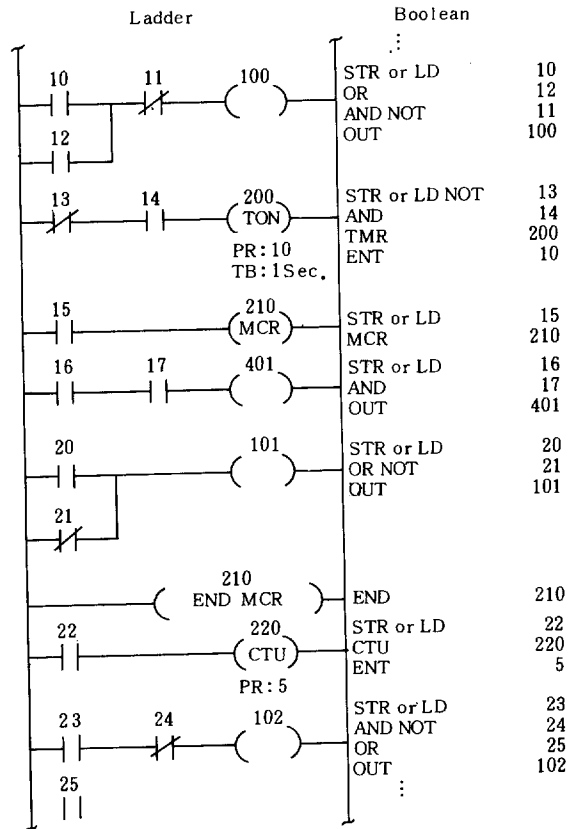 Ladder Boolean
10 11 100 STR or LD 10
OR 12
AND NOT 11
12 OUT 100
13 14 200 STR or LD NOT 13
TON AND 14
PR:10 TMR 200
TB:1Sec. ENT 10
15 210 STR or LD 15
MCR MCR 210
16 17 401 STR or LD 16
AND 17
OUT 401
20 101 STR or LD 20
OR NOT 21
21 OUT 101
210
END MCR END 210
22 220 STR or LD 22
CTU CTU 220
PR:5 ENT 5
23 24 102 STR or LD 23
AND NOT 24
25 OR 25
OUT 102